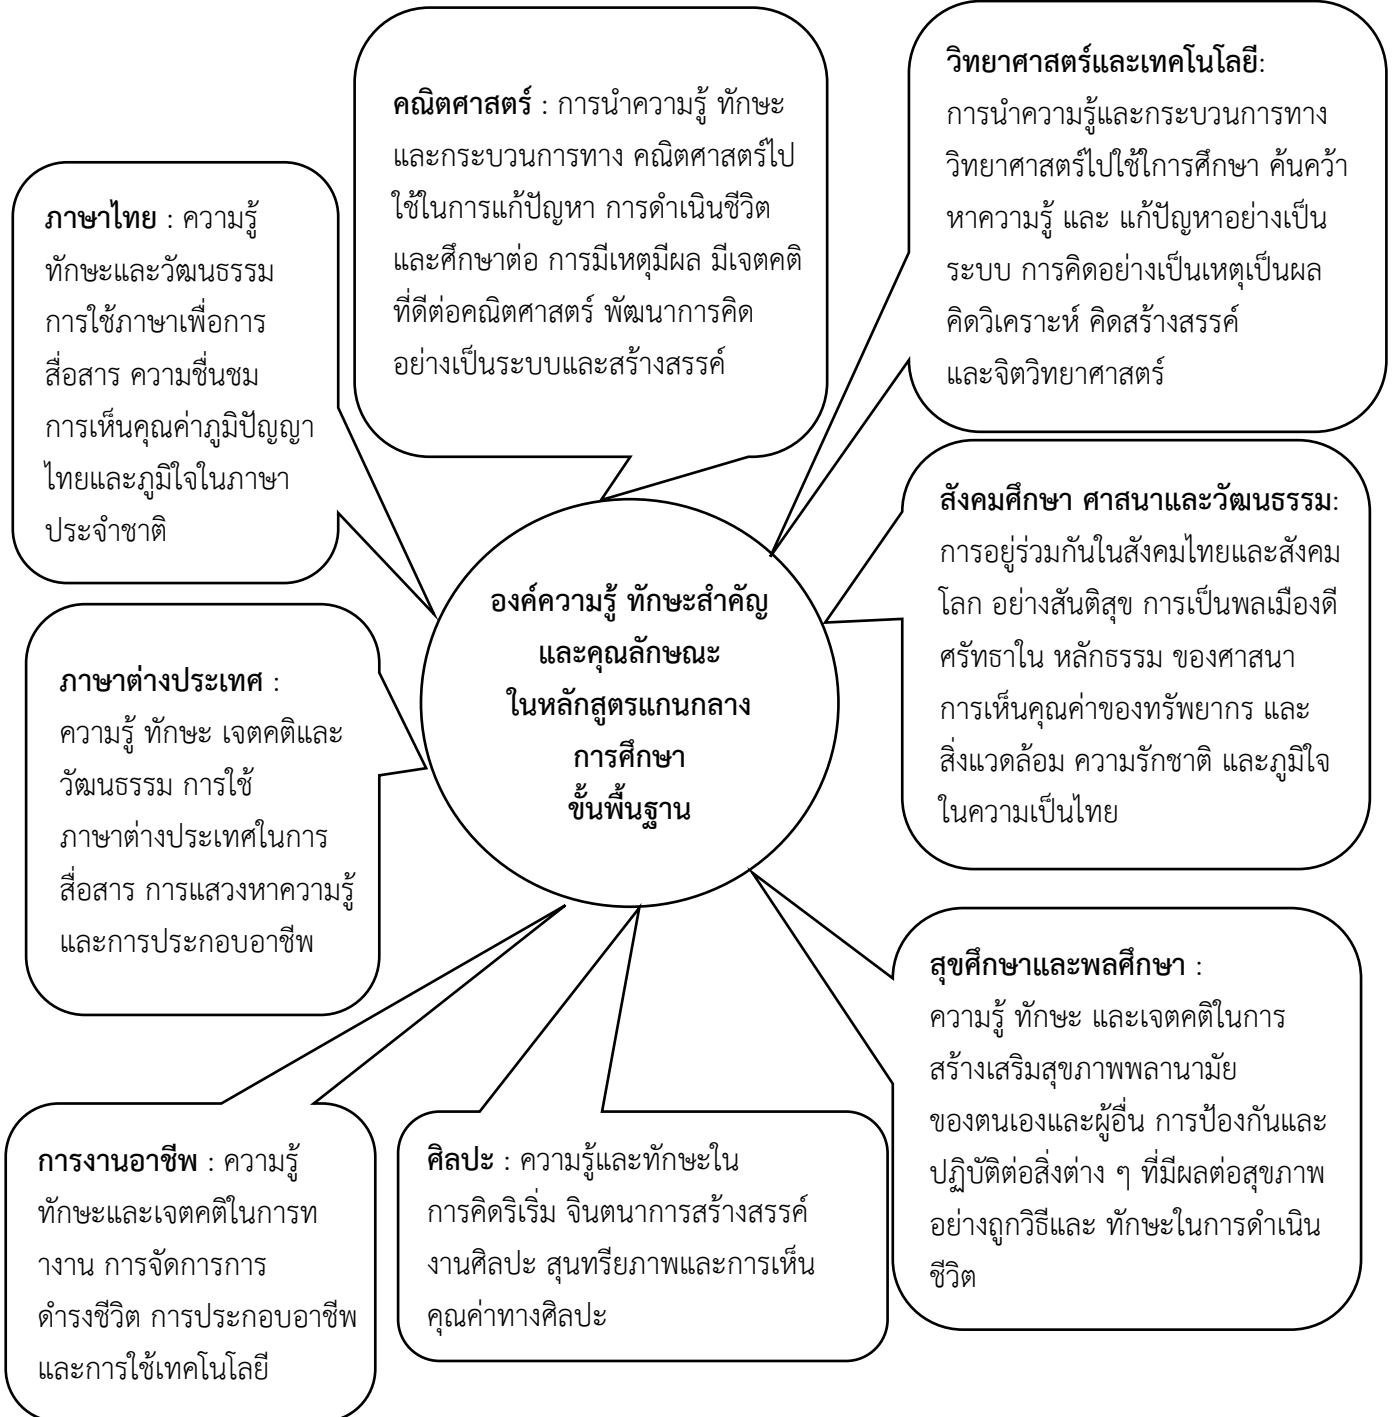 คณิตศาสตร์ : การนำความรู้ ทักษะ
และกระบวนการทาง คณิตศาสตร์ไป
ใช้ในการแก้ปัญหา การดำเนินชีวิต
และศึกษาต่อ การมีเหตุมีผล มีเจตคติ
ที่ดีต่อคณิตศาสตร์ พัฒนาการคิด
อย่างเป็นระบบและสร้างสรรค์
วิทยาศาสตร์และเทคโนโลยี:
การนำความรู้และกระบวนการทาง
วิทยาศาสตร์ไปใช้ใการศึกษา ค้นคว้า
หาความรู้ และ แก้ปัญหาอย่างเป็น
ระบบ การคิดอย่างเป็นเหตุเป็นผล
คิดวิเคราะห์ คิดสร้างสรรค์
และจิตวิทยาศาสตร์
ภาษาไทย : ความรู้
ทักษะและวัฒนธรรม
การใช้ภาษาเพื่อการ
สื่อสาร ความชื่นชม
การเห็นคุณค่าภูมิปัญญา
ไทยและภูมิใจในภาษา
ประจำชาติ
สังคมศึกษา ศาสนาและวัฒนธรรม:
การอยู่ร่วมกันในสังคมไทยและสังคม
โลก อย่างสันติสุข การเป็นพลเมืองดี
ศรัทธาใน หลักธรรม ของศาสนา
การเห็นคุณค่าของทรัพยากร และ
สิ่งแวดล้อม ความรักชาติ และภูมิใจ
ในความเป็นไทย
องค์ความรู้ ทักษะสำคัญ
และคุณลักษณะ
ในหลักสูตรแกนกลาง
การศึกษา
ขั้นพื้นฐาน
ภาษาต่างประเทศ :
ความรู้ ทักษะ เจตคติและ
วัฒนธรรม การใช้
ภาษาต่างประเทศในการ
สื่อสาร การแสวงหาความรู้
และการประกอบอาชีพ
สุขศึกษาและพลศึกษา :
ความรู้ ทักษะ และเจตคติในการ
สร้างเสริมสุขภาพพลานามัย
ของตนเองและผู้อื่น การป้องกันและ
ปฏิบัติต่อสิ่งต่าง ๆ ที่มีผลต่อสุขภาพ
อย่างถูกวิธีและ ทักษะในการดำเนิน
ชีวิต
การงานอาชีพ : ความรู้
ทักษะและเจตคติในการท
างาน การจัดการการ
ดำรงชีวิต การประกอบอาชีพ
และการใช้เทคโนโลยี
ศิลปะ : ความรู้และทักษะใน
การคิดริเริ่ม จินตนาการสร้างสรรค์
งานศิลปะ สุนทรียภาพและการเห็น
คุณค่าทางศิลปะ